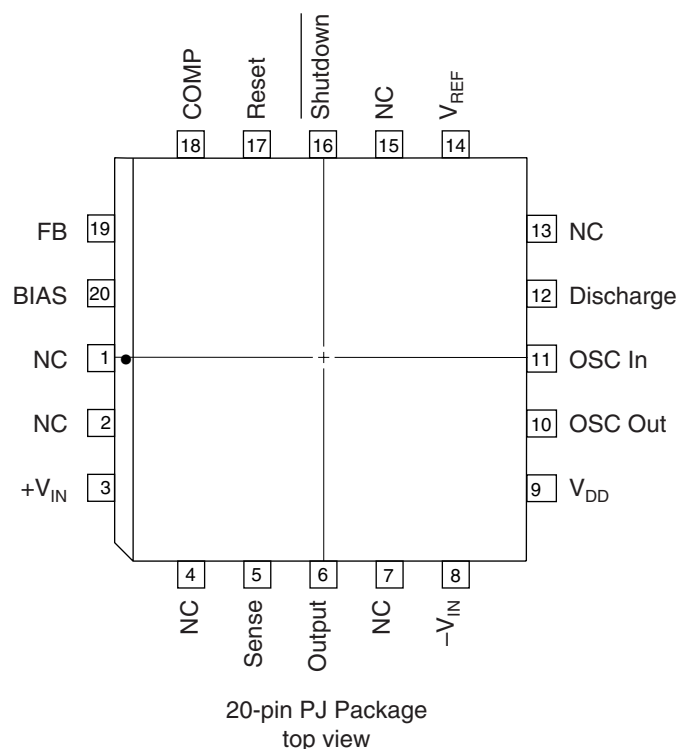 COMP
Reset
Shutdown
NC
VREF
18
17
16
15
14
FB 19
13 NC
BIAS 20
12 Discharge
NC 1
11 OSC In
NC 2
10 OSC Out
+VIN 3
9 VDD
4
5
6
7
8
NC
Sense
Output
NC
–VIN
20-pin PJ Package
top view